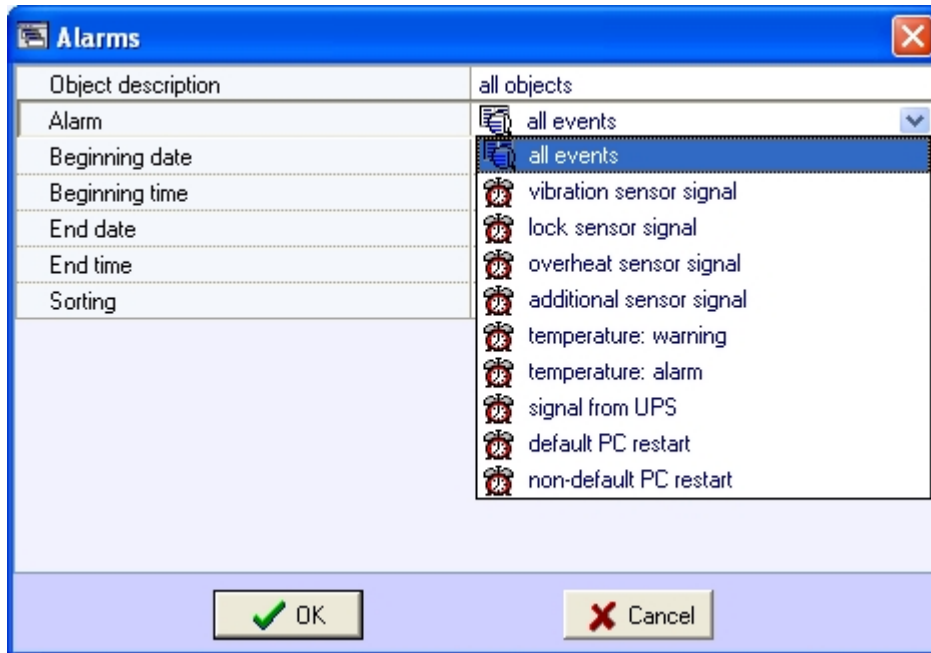 Alarms
Object description all objects
Alarm all events
Beginning date all events
Beginning time vibration sensor signal
End date lock sensor signal
End time overheat sensor signal
Sorting additional sensor signal
temperature: warning
temperature: alarm
signal from UPS
default PC restart
non-default PC restart
OK Cancel